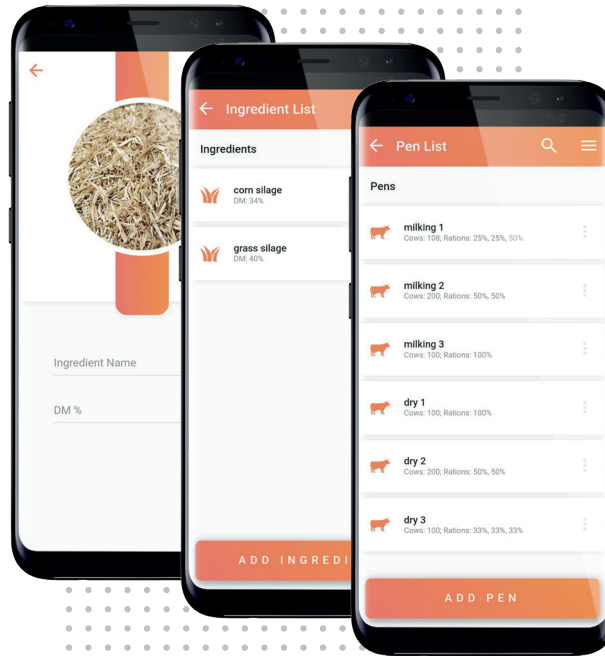 Ingredient Name
DM %
Ingredient List
Ingredients
corn silage
DM: 34%
grass silage
DM: 40%
ADD INGREDI
Pen List
Pens
milking 1
Cows: 108; Rations: 25%, 25%, 50%
milking 2
Cows: 200; Rations: 50%, 50%
milking 3
Cows: 100; Rations: 100%
dry 1
Cows: 100; Rations: 100%
dry 2
Cows: 200; Rations: 50%, 50%
dry 3
Cows: 100; Rations: 33%, 33%, 33%
ADD PEN